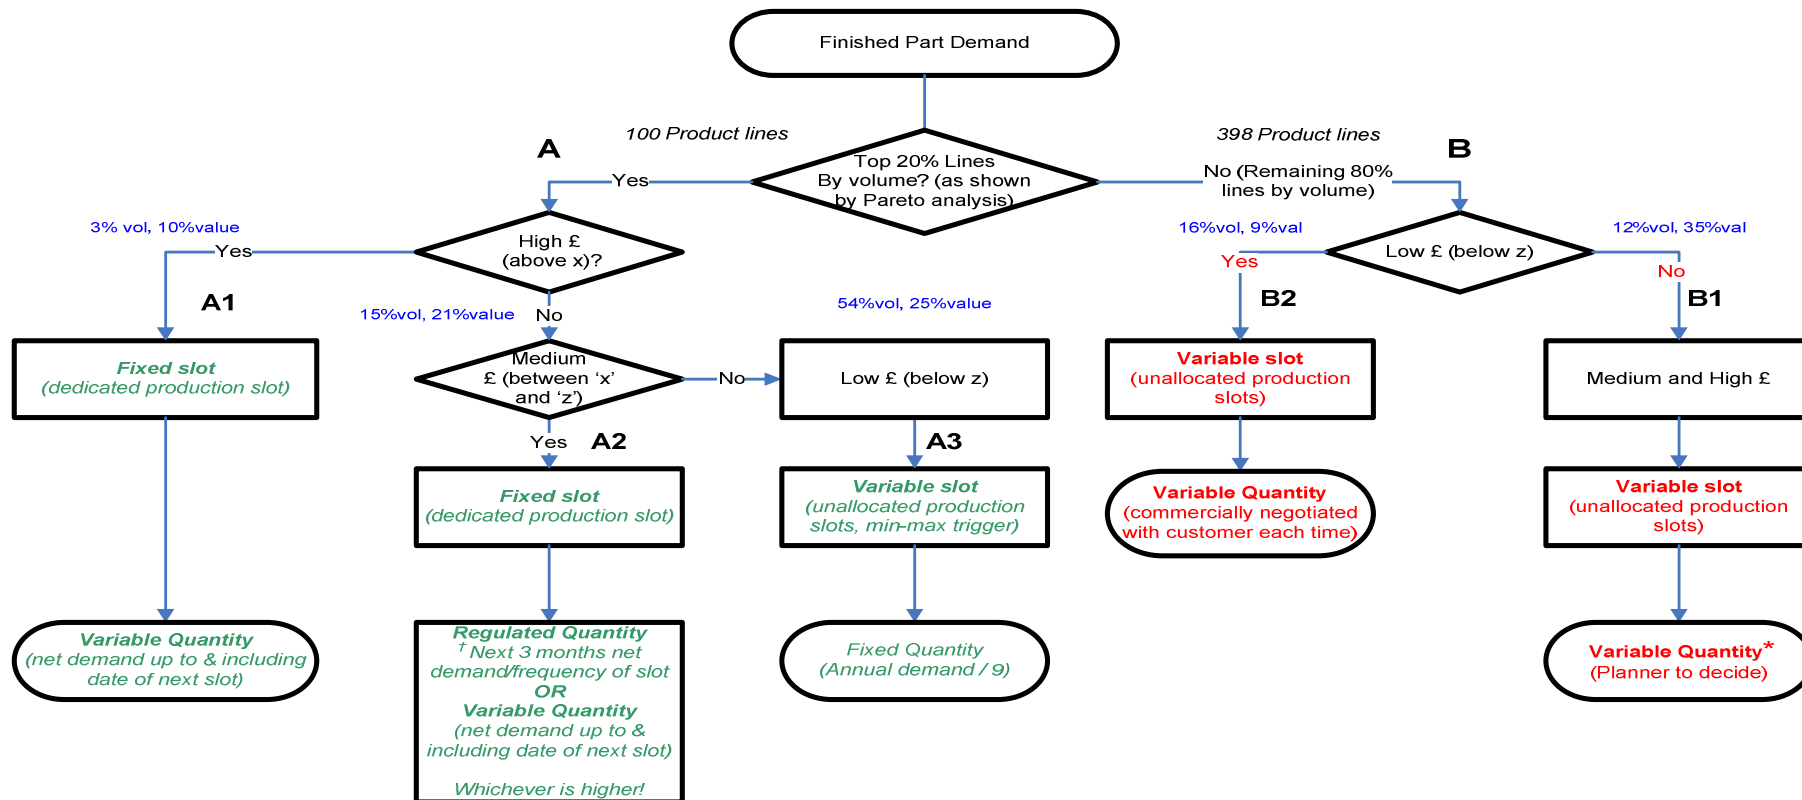 Finished Part Demand
100 Product lines
398 Product lines
A
B
Top 20% Lines
By volume? (as shown
by Pareto analysis)
Yes
No (Remaining 80%
lines by volume)
3% vol, 10%value
High £
(above x)?
Yes
16%vol, 9%val
Low £ (below z)
12%vol, 35%val
Yes
No
A1
15%vol, 21%value
No
54%vol, 25%value
B2
B1
Fixed slot
(dedicated production slot)
Medium
£ (between ‘x’
and ‘z’)
No
Low £ (below z)
Variable slot
(unallocated production
slots)
Medium and High £
Yes
A2
A3
Fixed slot
(dedicated production slot)
Variable slot
(unallocated production
slots, min-max trigger)
Variable Quantity
(commercially negotiated
with customer each time)
Variable slot
(unallocated production
slots)
Variable Quantity
(net demand up to & including
date of next slot)
Regulated Quantity
† Next 3 months net
demand/frequency of slot
OR
Variable Quantity
(net demand up to &
including date of next slot)
Whichever is higher!
Fixed Quantity
(Annual demand / 9)
Variable Quantity*
(Planner to decide)